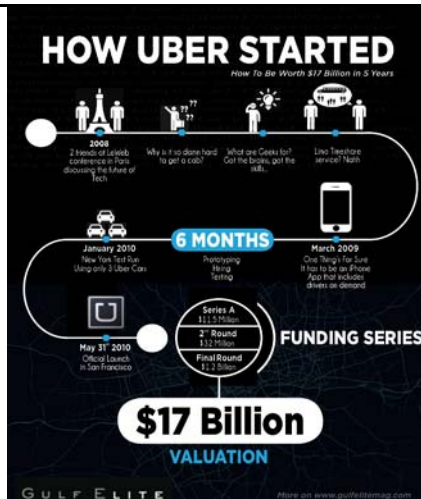 HOW UBER STARTED
How To Be Worth $17 Billion in 5 Years
2008
2 friends at LeWeb
conference in Paris
discussing the future of
Tech
??
??
Why is it so damn hard
to get a cab?
What are Geeks for?
Got the brains, got the
skills...
Limo Timeshare
service? Nahh
March 2009
One Thing's For Sure
It has to be an iPhone
App that includes
drivers on demand
6 MONTHS
Prototyping
Hiring
Testing
January 2010
New York Test Run
Using only 3 Uber Cars
May 31st 2010
Official Launch
In San Francisco
Series A
$11.5 Million
2nd Round
$32 Million
Final Round
$1.2 Billion
FUNDING SERIES
$17 Billion
VALUATION
GULF ELITE
More on www.gulfelitemag.com